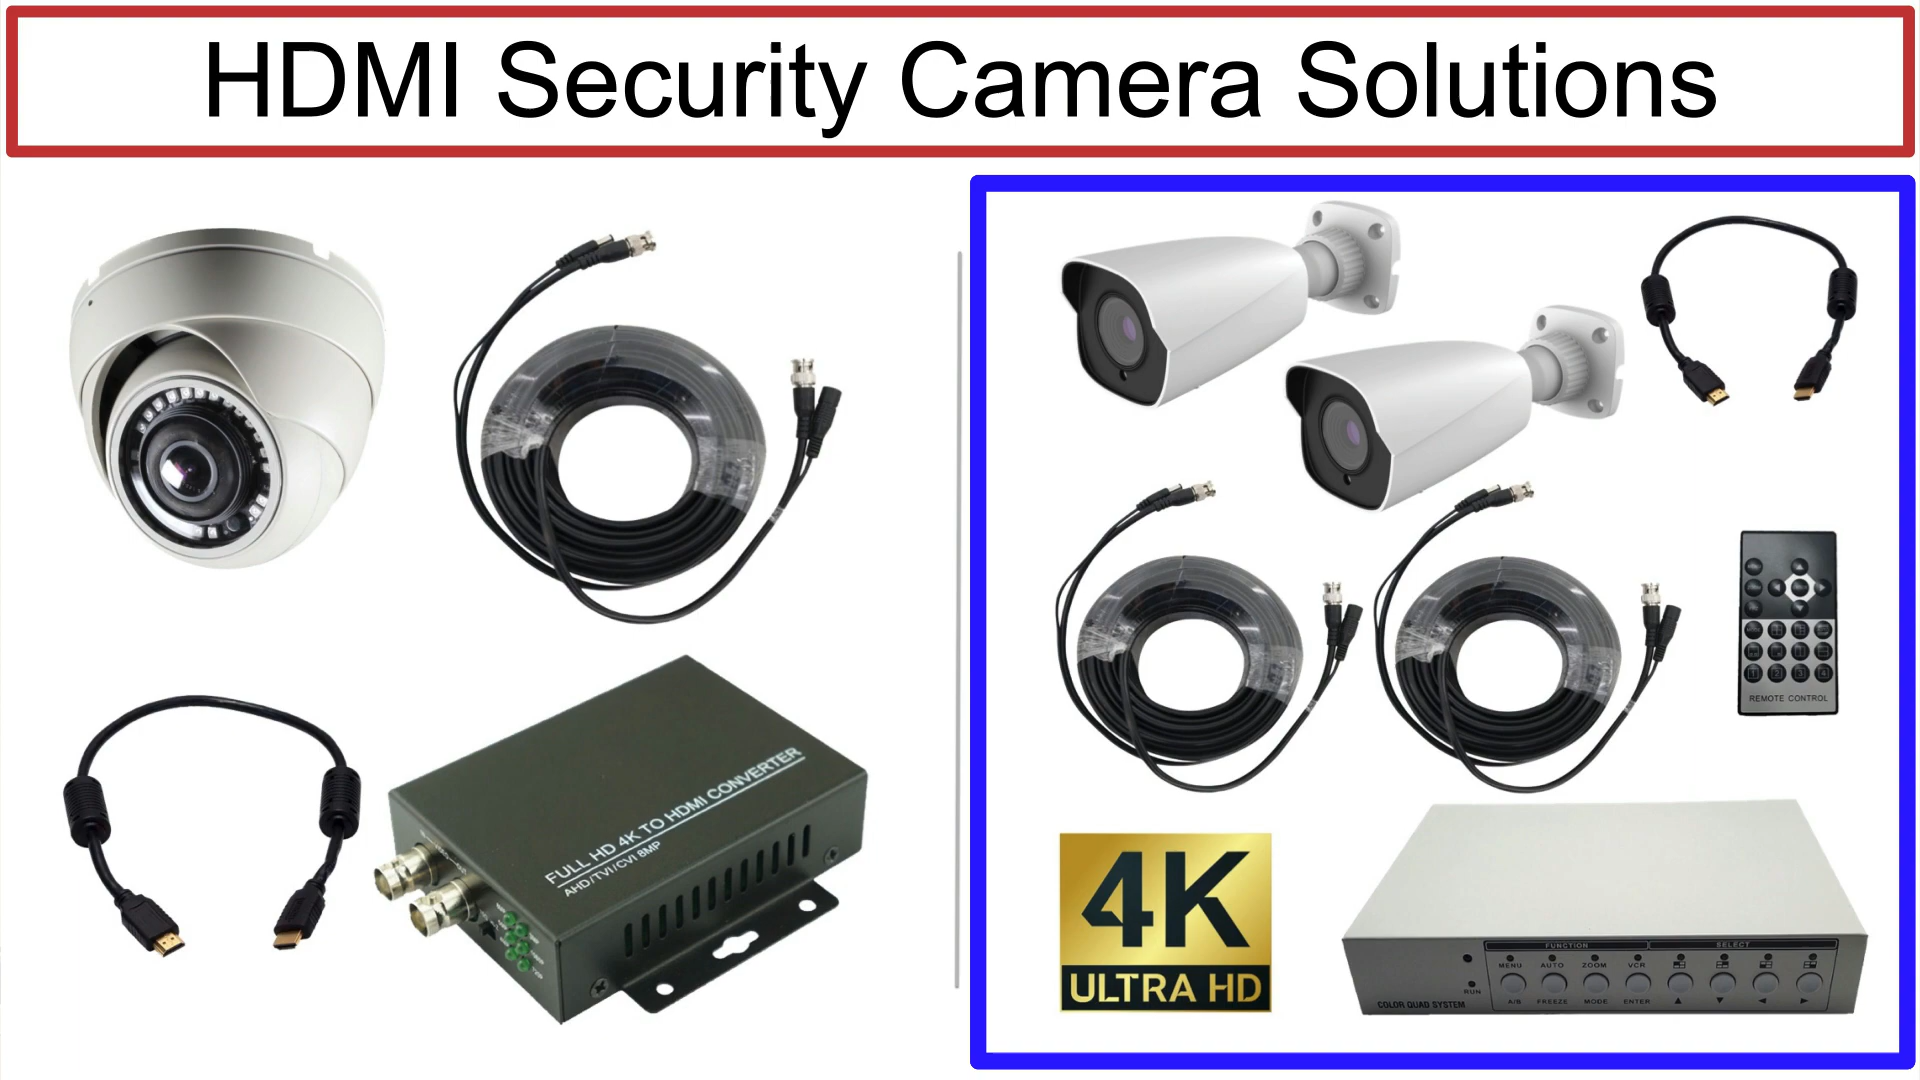 HDMI Security Camera Solutions
FULL HD 4K TO HDMI CONVERTER
AHD/TVI/CVI 8MP
REMOTE CONTROL
4K
ULTRA HD
FUNCTION SELECT
MENU AUTO ZOOM VCR
RUN
A/B FREEZE MODE ENTER
COLOR QUAD SYSTEM